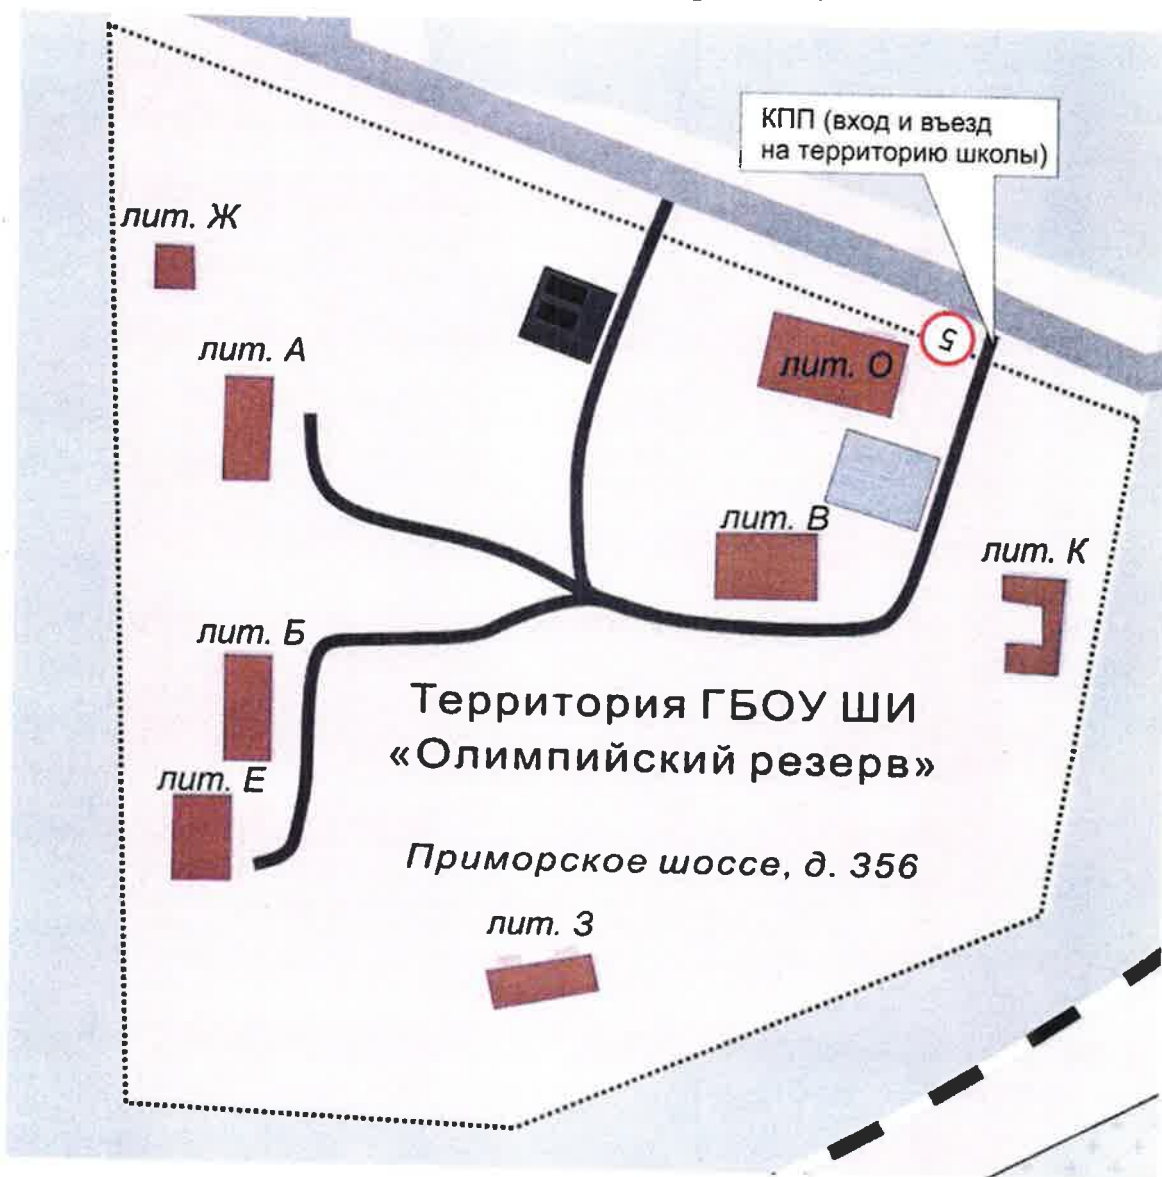 КПП (вход и въезд
на территорию школы)
лит. Ж
5
лит. А
лит. О
лит. В
лит. К
лит. Б
Территория ГБОУ ШИ
«Олимпийский резерв»
лит. Е
Приморское шоссе, д. 356
лит. З